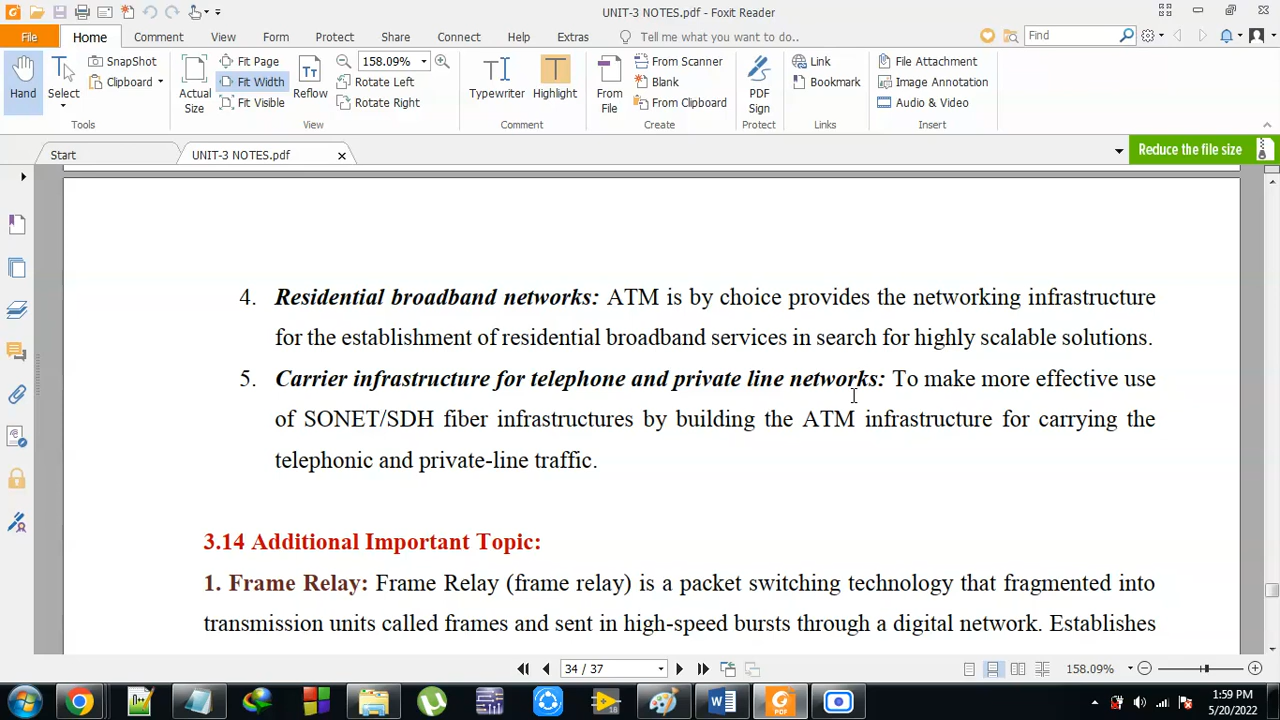 UNIT-3 NOTES.pdf - Foxit Reader
File Home Comment View Form Protect Share Connect Help Extras Tell me what you want to do.. Find
Hand
Select
SnapShot
Clipboard
Tools
Actual Size
Fit Page
Fit Width
Fit Visible
Reflow
158.09%
Rotate Left
Rotate Right
View
Typewriter
Highlight
Comment
From File
From Scanner
Blank
From Clipboard
Create
PDF Sign
Protect
Link
Bookmark
Links
File Attachment
Image Annotation
Audio & Video
Insert
Start
UNIT-3 NOTES.pdf
Reduce the file size
4. Residential broadband networks: ATM is by choice provides the networking infrastructure
for the establishment of residential broadband services in search for highly scalable solutions.
5. Carrier infrastructure for telephone and private line networks: To make more effective use
of SONET/SDH fiber infrastructures by building the ATM infrastructure for carrying the
telephonic and private-line traffic.
3.14 Additional Important Topic:
1. Frame Relay: Frame Relay (frame relay) is a packet switching technology that fragmented into
transmission units called frames and sent in high-speed bursts through a digital network. Establishes
34 / 37
158.09%
1:59 PM
5/20/2022